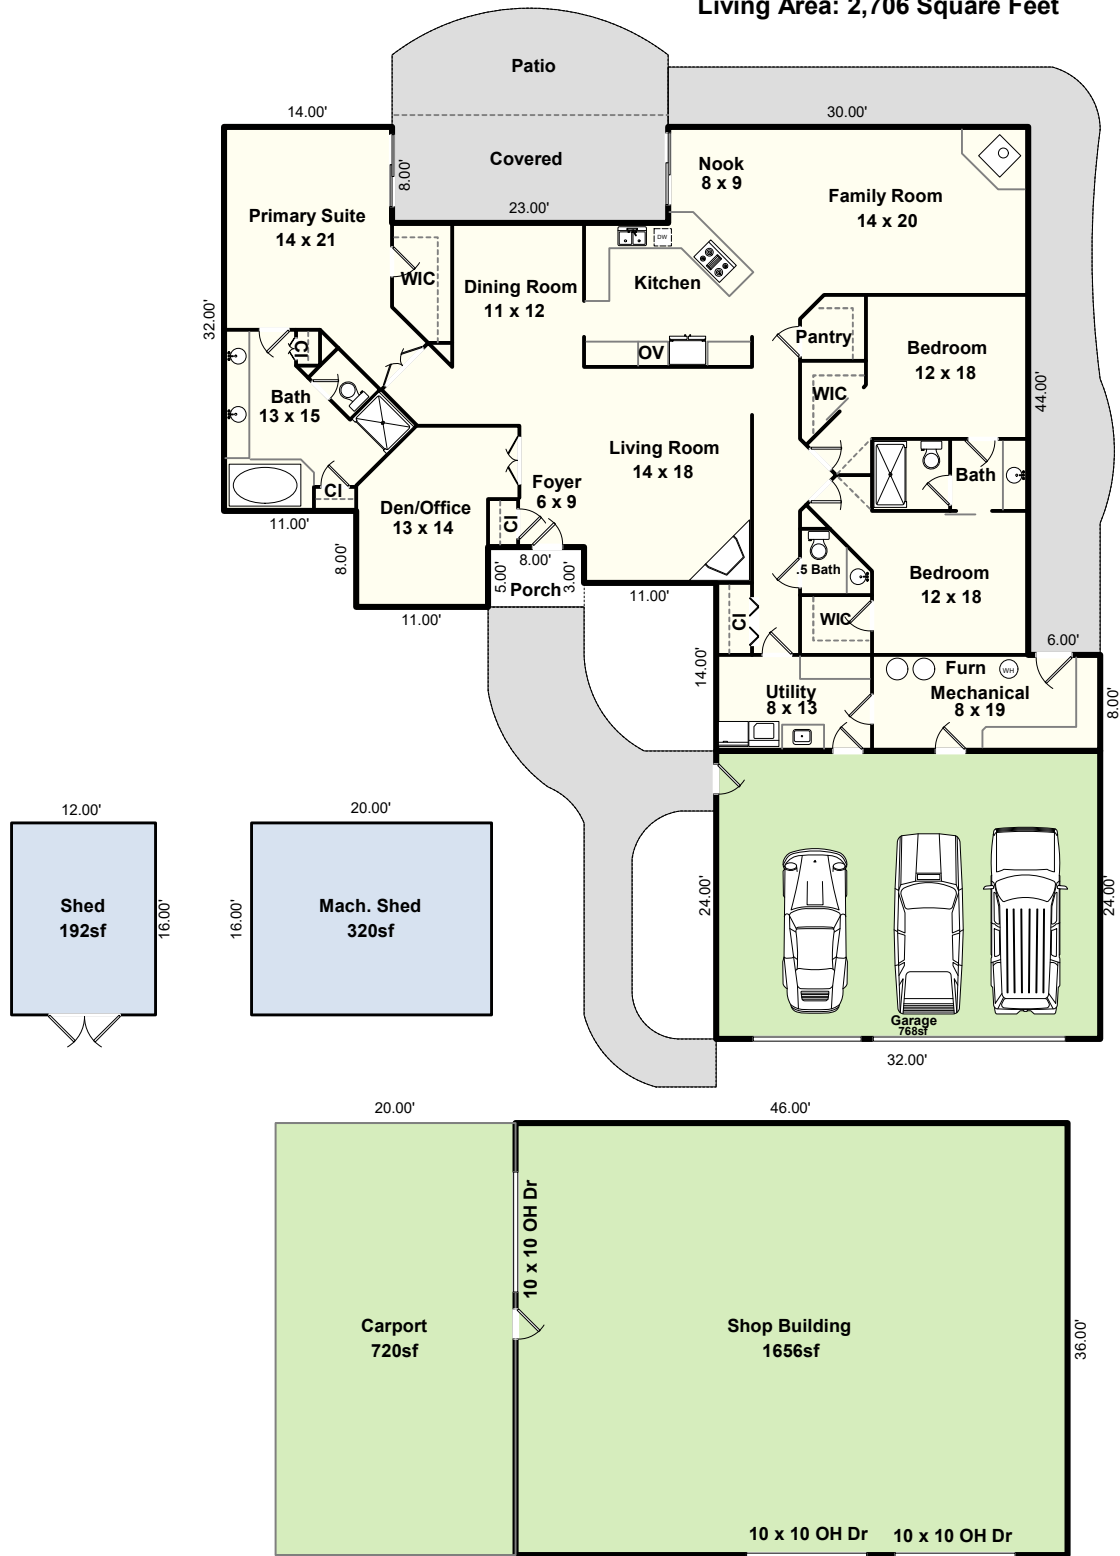 Living Area: 2,706 Square Feet
Patio
14.00'
30.00'
Covered
8.00'
23.00'
Nook
8 x 9
Family Room
14 x 20
Primary Suite
14 x 21
WIC
DW
Dining Room
11 x 12
Kitchen
32.00'
OV
Pantry
Bedroom
12 x 18
WIC
44.00'
Cl
Bath
13 x 15
Living Room
14 x 18
Bath
Foyer
6 x 9
Cl
Den/Office
13 x 14
Cl
11.00'
8.00'
8.00'
5.00'
3.00'
Porch
11.00'
11.00'
.5 Bath
Bedroom
12 x 18
WIC
Cl
6.00'
14.00'
Furn
WH
Utility
8 x 13
Mechanical
8 x 19
8.00'
12.00'
20.00'
Shed
192sf
16.00'
16.00'
Mach. Shed
320sf
24.00'
24.00'
Garage
768sf
32.00'
20.00'
46.00'
10 x 10 OH Dr
Carport
720sf
Shop Building
1656sf
36.00'
10 x 10 OH Dr
10 x 10 OH Dr